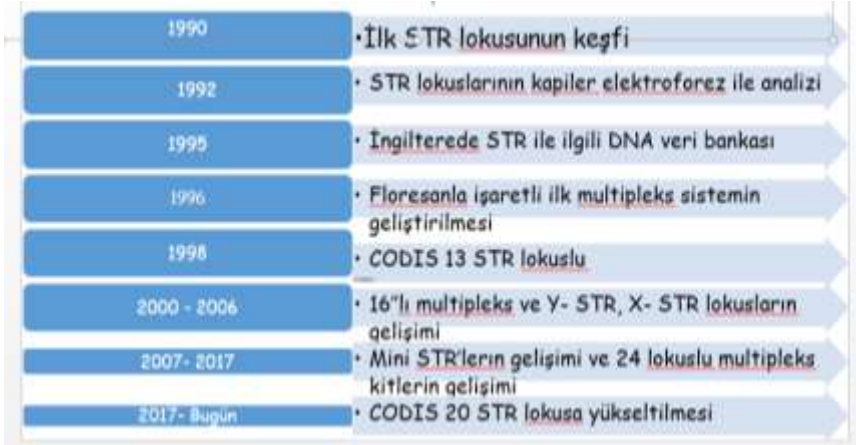 1990
•İlk STR lokusunun keşfi
1992
• STR lokuslarının kapiler elektroforez ile analizi
1995
• İngilterede STR ile ilgili DNA veri bankası
1996
• Floresanla işaretli ilk multipleks sistemin
geliştirilmesi
1998
• CODIS 13 STR lokuslu
2000 - 2006
• 16"lı multipleks ve Y- STR, X- STR lokusların
gelişimi
2007- 2017
• Mini STR'lerın gelişimi ve 24 lokuslu multipleks
kitlerin gelişimi
2017- Bugün
• CODIS 20 STR lokusa yükseltilmesi